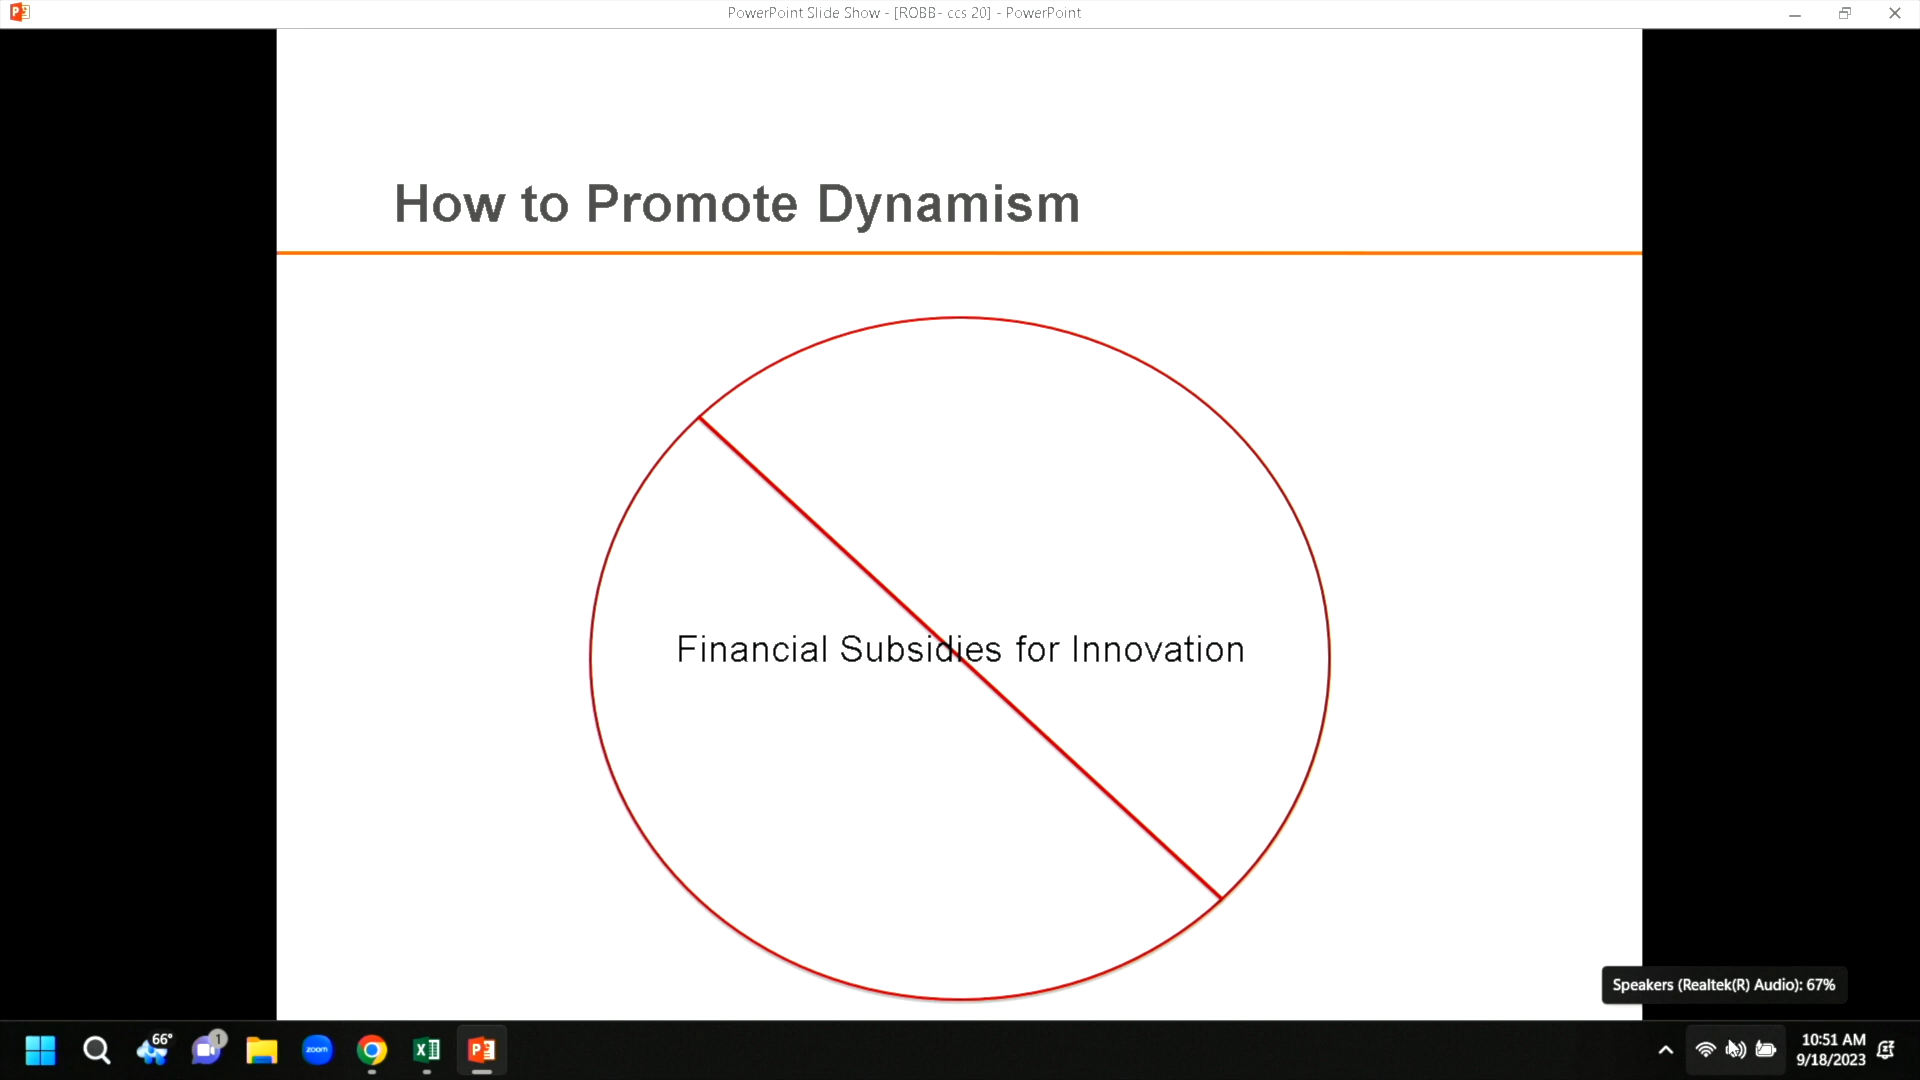 PowerPoint Slide Show - [ROBB- ccs 20] - PowerPoint
How to Promote Dynamism
Financial Subsidies for Innovation
Speakers (Realtek(R) Audio): 67%
66°
1
zoom
10:51 AM
9/18/2023